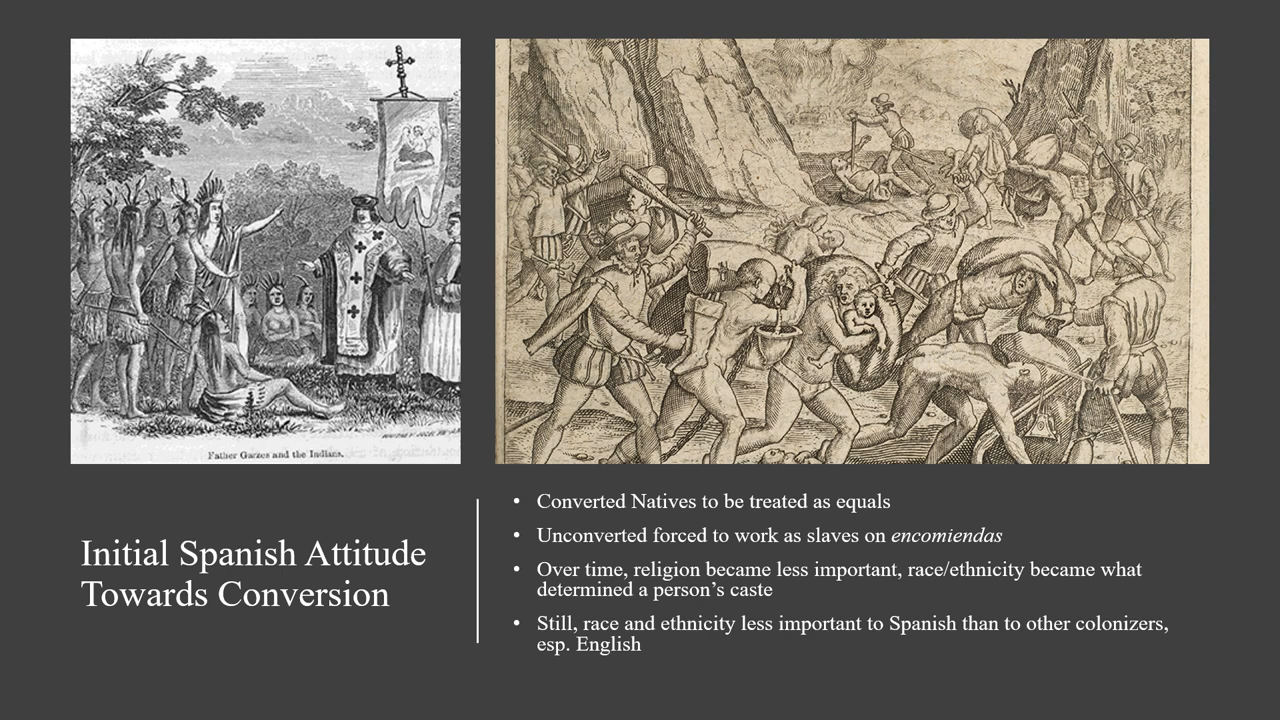 Father Garzes and the Indians.
Initial Spanish Attitude
Towards Conversion
• Converted Natives to be treated as equals
• Unconverted forced to work as slaves on encomiendas
• Over time, religion became less important, race/ethnicity became what
determined a person’s caste
• Still, race and ethnicity less important to Spanish than to other colonizers,
esp. English